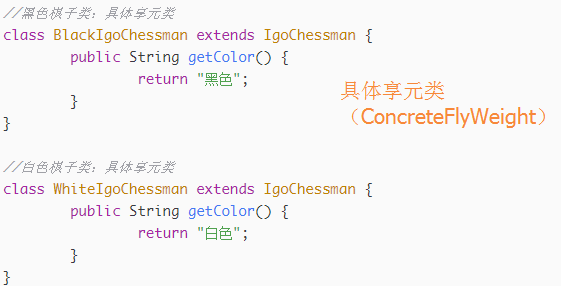 //黑色棋子类：具体享元类
class BlackIgoChessman extends IgoChessman {
public String getColor() {
return "黑色";
}
}
具体享元类
（ConcreteFlyWeight）
//白色棋子类：具体享元类
class WhiteIgoChessman extends IgoChessman {
public String getColor() {
return "白色";
}
}